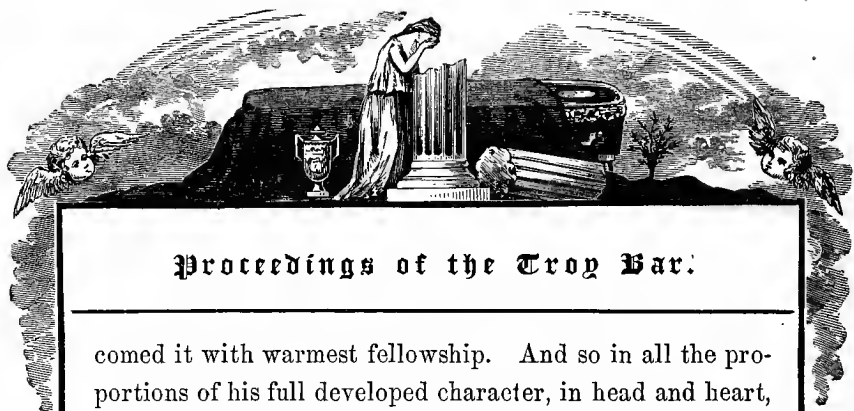 Proceedings of the Troy Bar.
comed it with warmest fellowship. And so in all the pro-
portions of his full developed character, in head and heart,